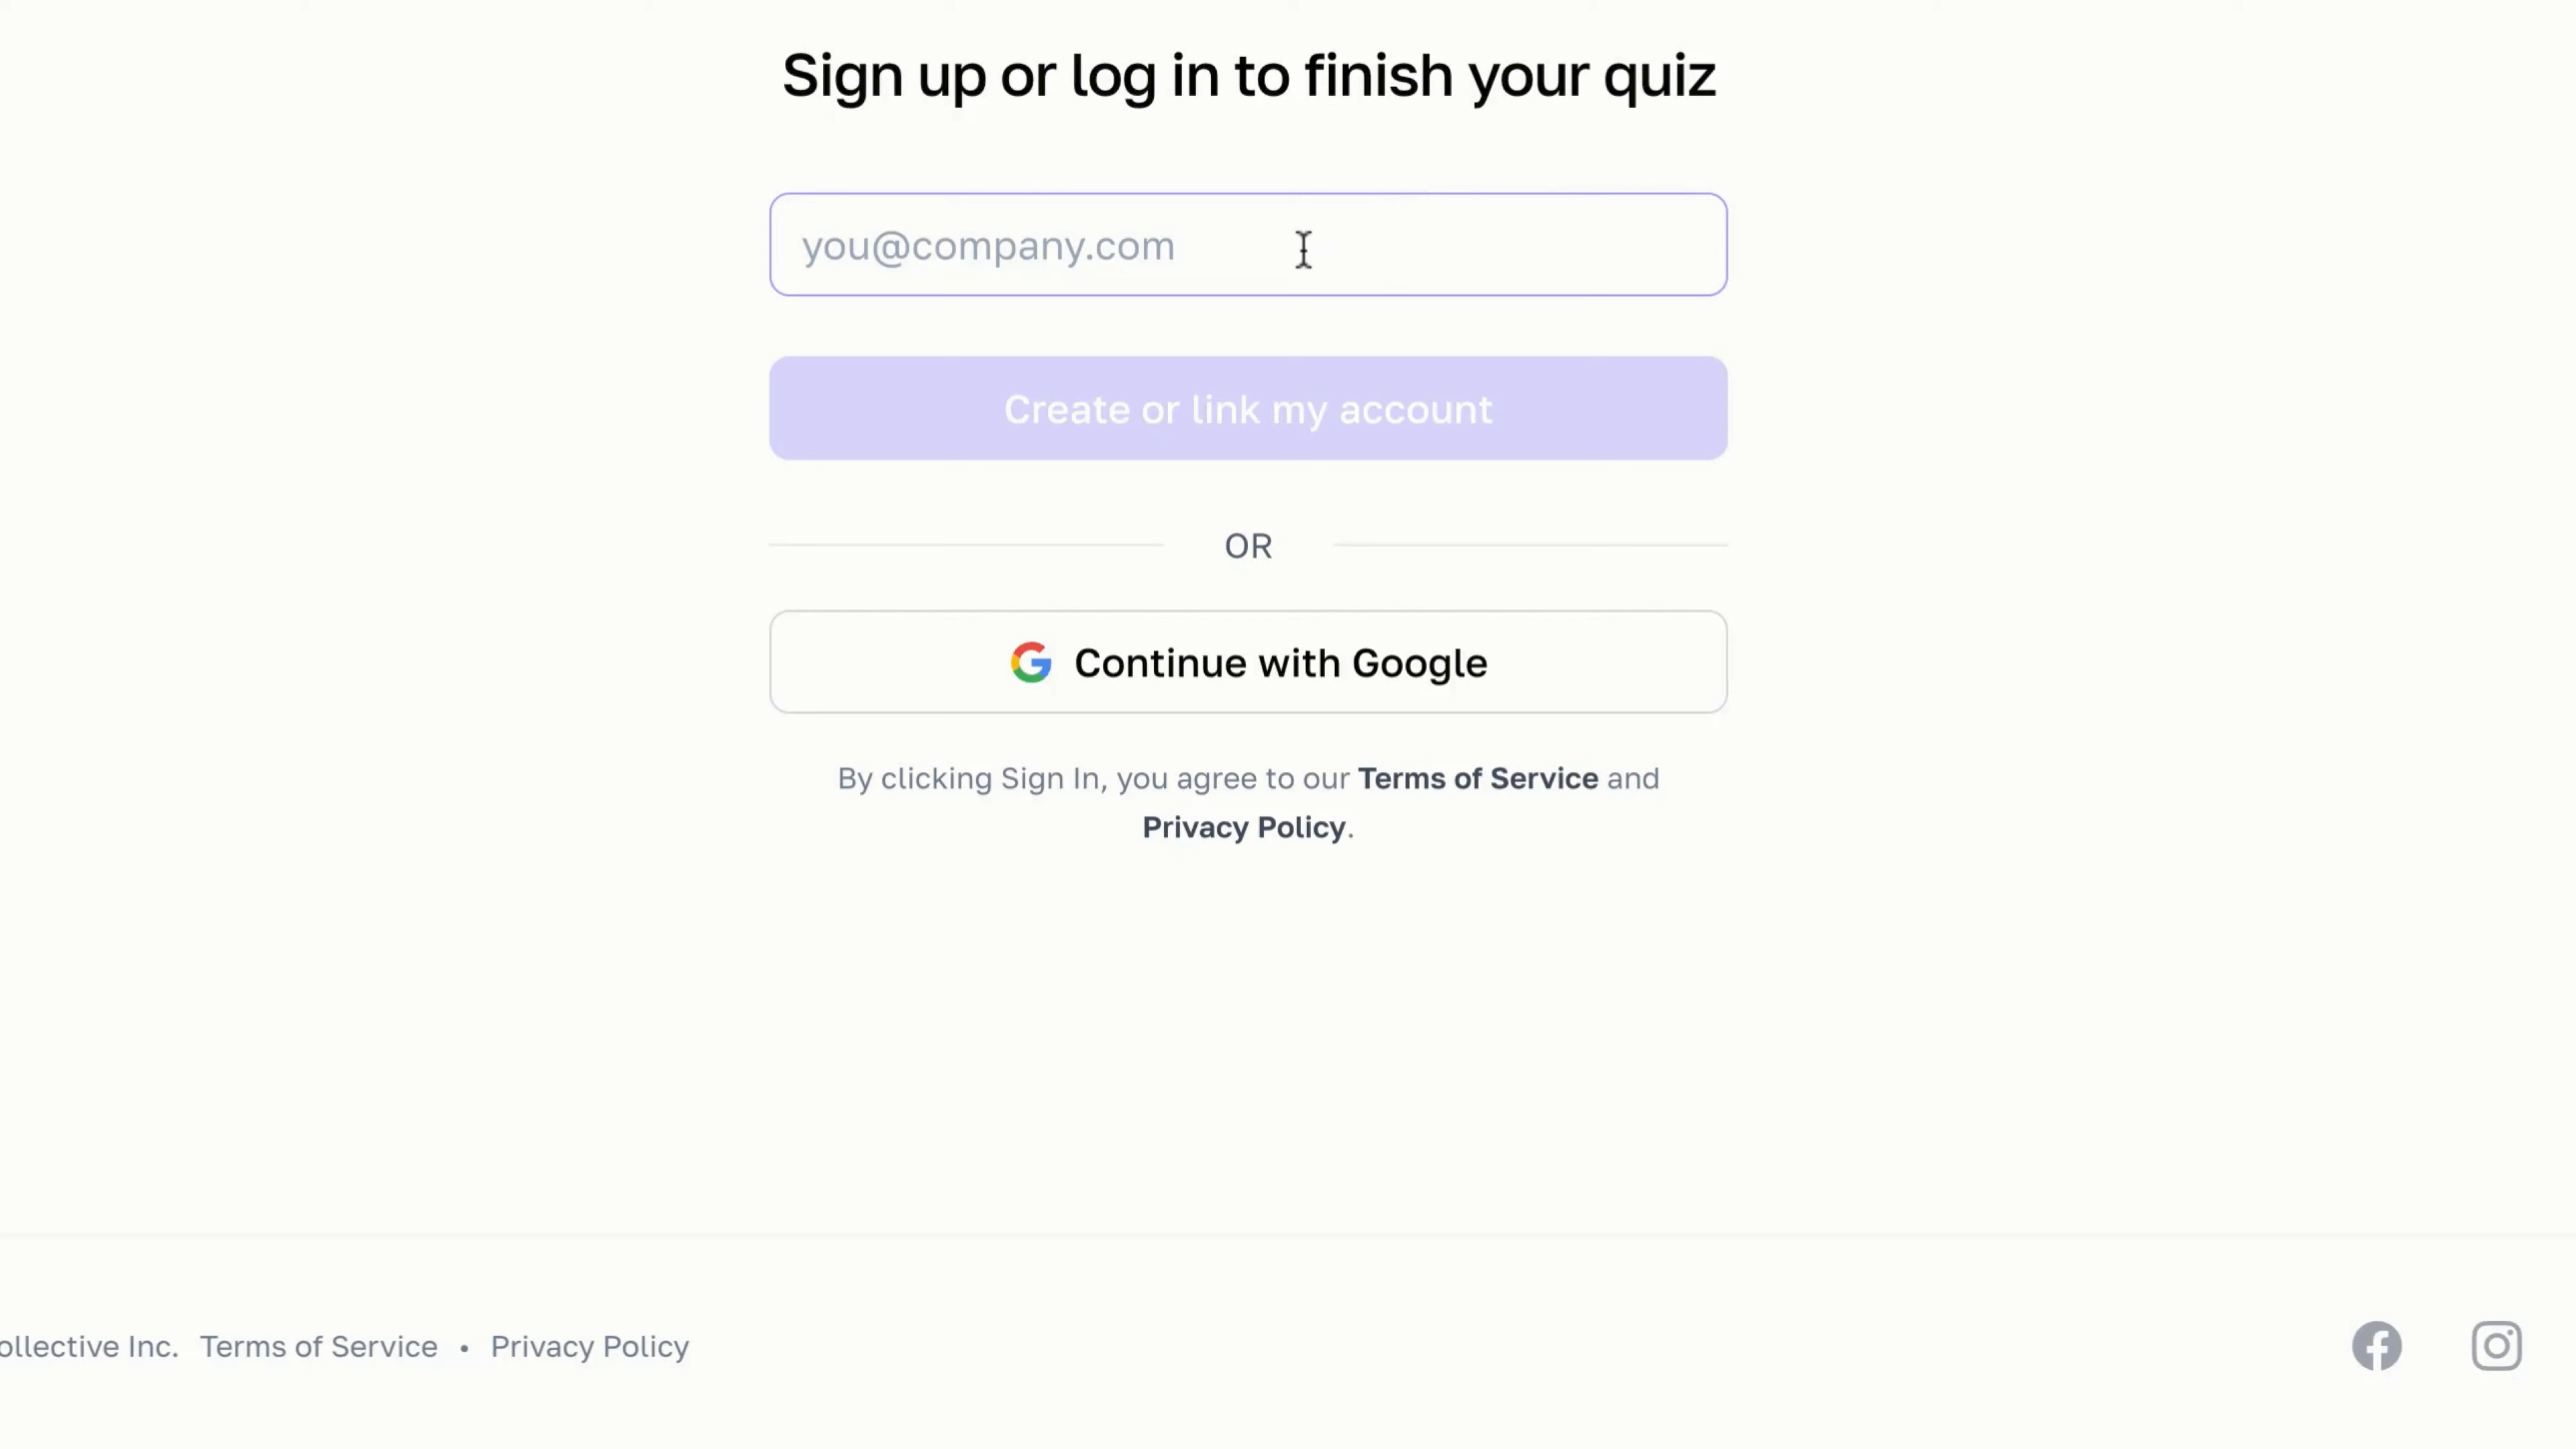 Sign up or log in to finish your quiz
you@company.com
Create or link my account
OR
Continue with Google
By clicking Sign In, you agree to our Terms of Service and
Privacy Policy.
ollective Inc. Terms of Service • Privacy Policy